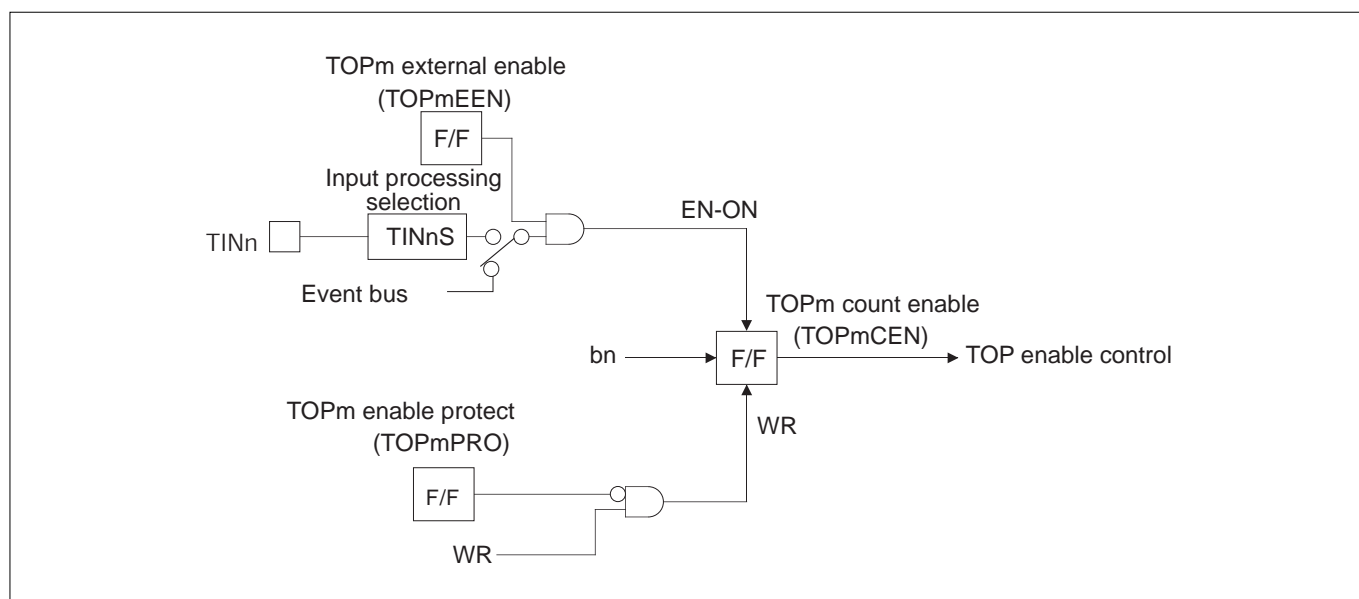 TOPm external enable
(TOPmEEN)
F/F
Input processing
selection
TINn
TINnS
EN-ON
Event bus
TOPm count enable
(TOPmCEN)
bn
F/F
TOP enable control
TOPm enable protect
(TOPmPRO)
WR
F/F
WR